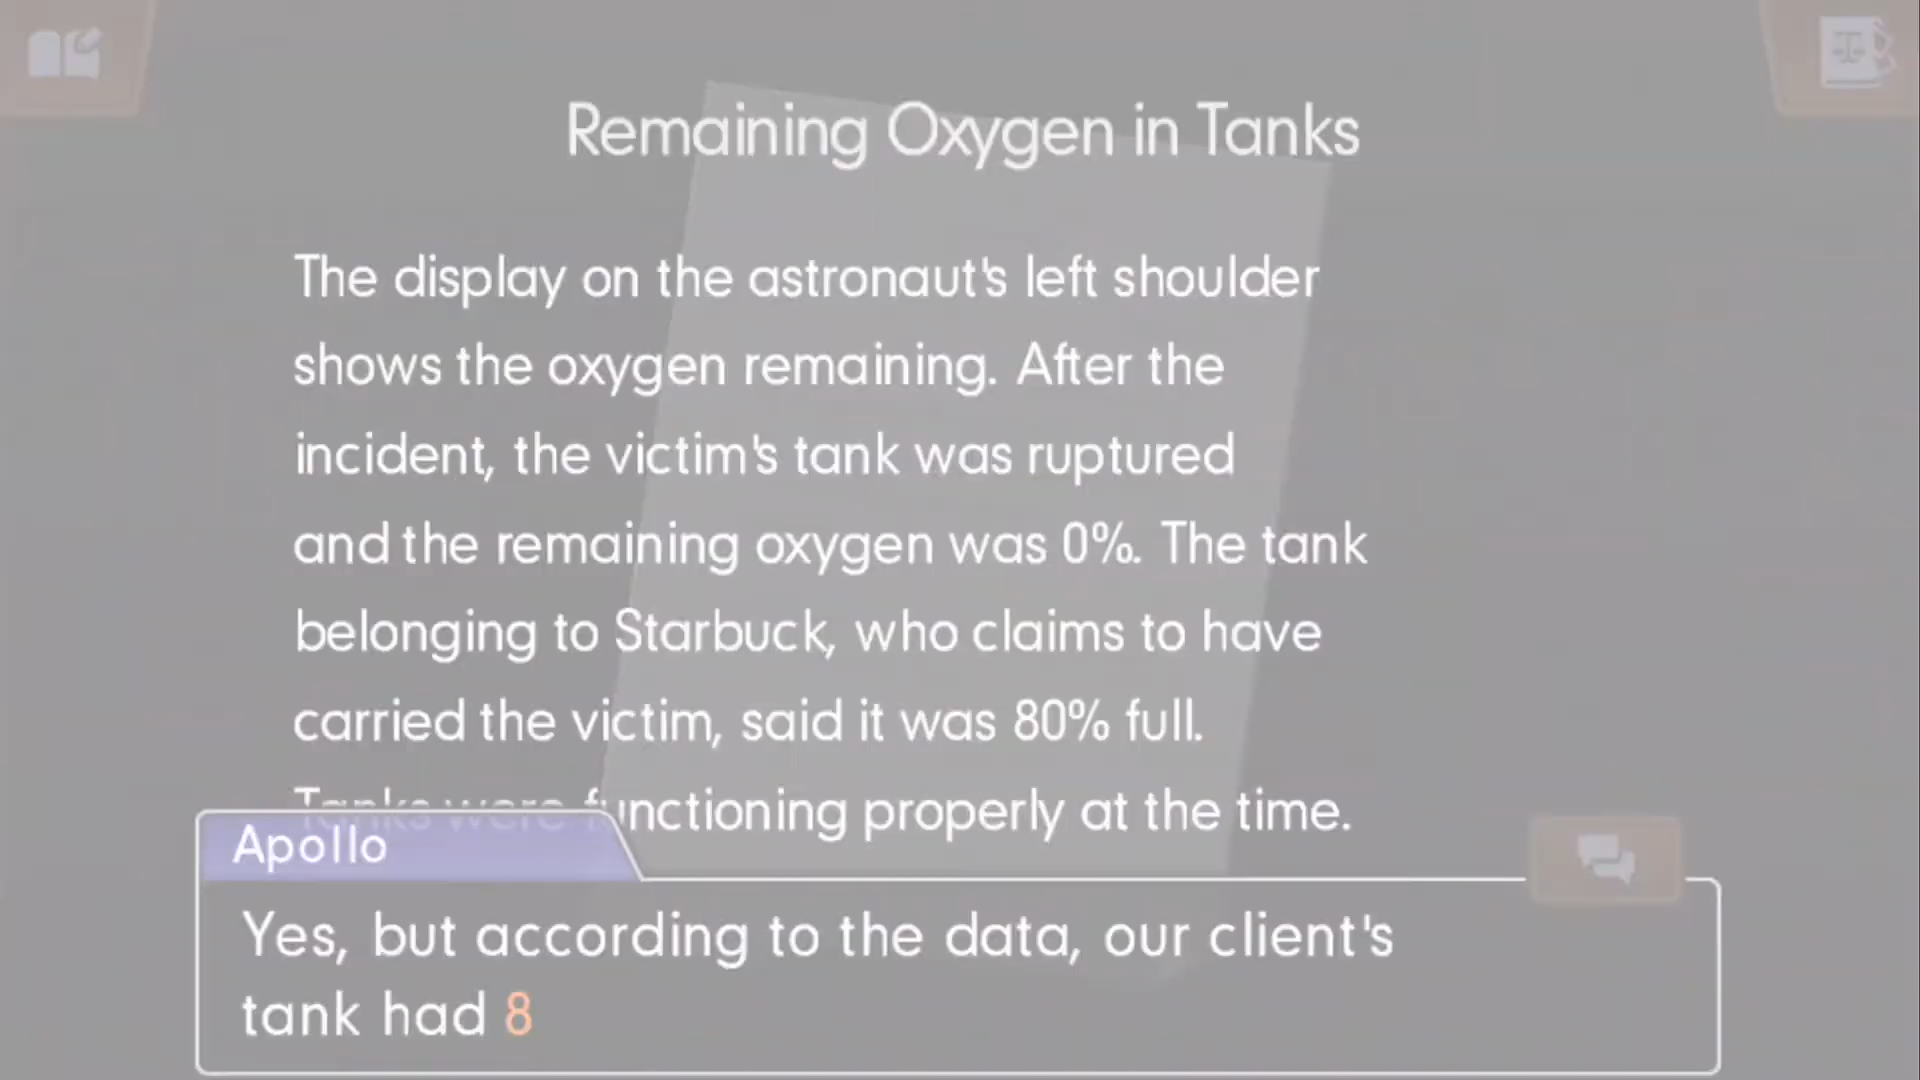 Remaining Oxygen in Tanks
The display on the astronaut's left shoulder
shows the oxygen remaining. After the
incident, the victim's tank was ruptured
and the remaining oxygen was 0%. The tank
belonging to Starbuck, who claims to have
carried the victim, said it was 80% full.
Tanks were functioning properly at the time.
Apollo
Yes, but according to the data, our client's
tank had 8